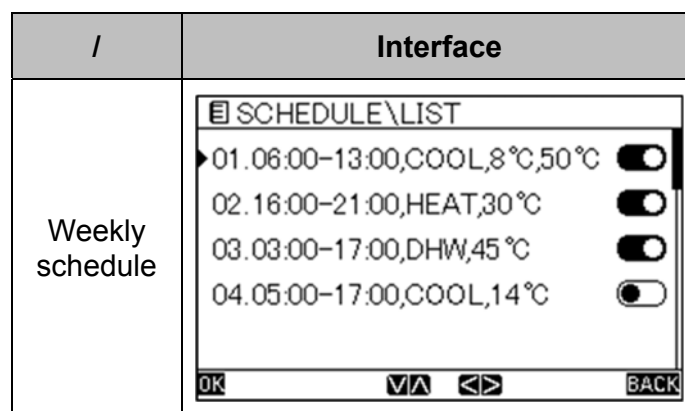 /
Interface
Weekly
schedule
SCHEDULE\LIST
01.06:00-13:00,COOL,8℃,50℃
02.16:00-21:00,HEAT,30℃
03.03:00-17:00,DHW,45℃
04.05:00-17:00,COOL,14℃
OK
BACK